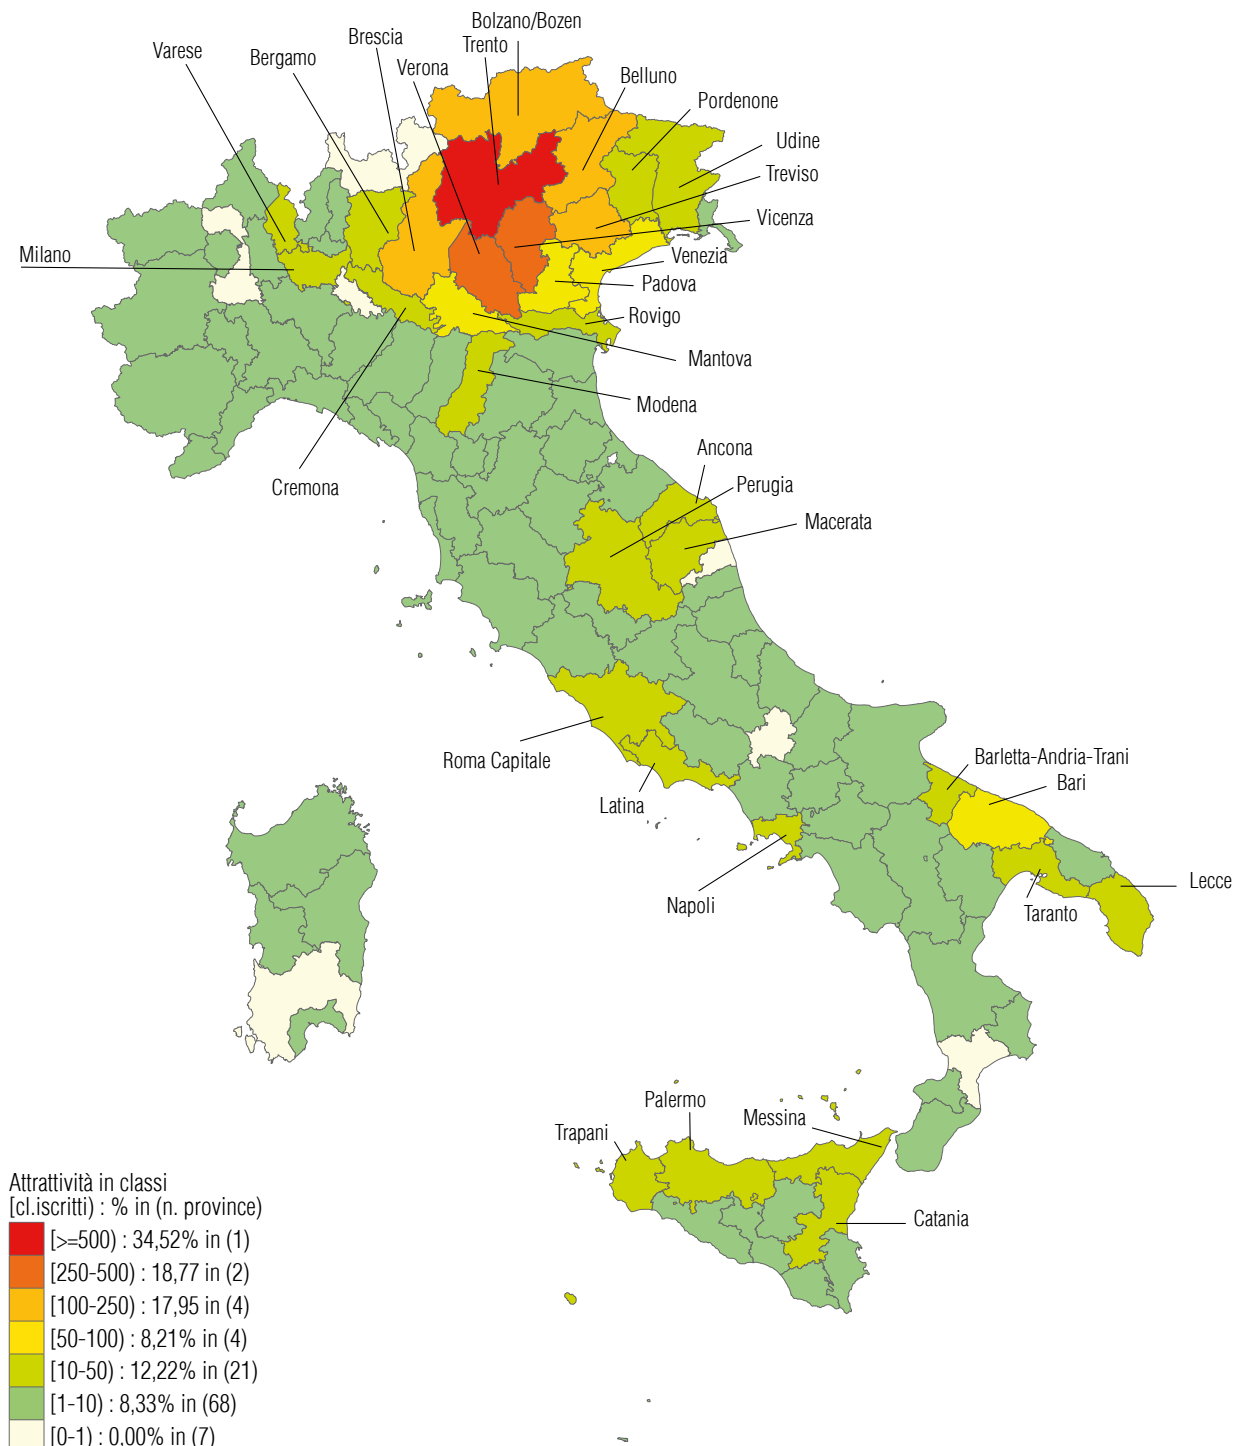 Bolzano/Bozen
Trento
Brescia
Varese
Bergamo
Verona
Belluno
Pordenone
Udine
Treviso
Vicenza
Milano
Venezia
Padova
Rovigo
Mantova
Modena
Ancona
Cremona
Perugia
Macerata
Roma Capitale
Barletta-Andria-Trani
Bari
Latina
Lecce
Napoli
Taranto
Palermo
Messina
Trapani
Catania
Attrattività in classi
[cl.iscritti) : % in (n. province)
[>=500) : 34,52% in (1)
[250-500) : 18,77 in (2)
[100-250) : 17,95 in (4)
[50-100) : 8,21% in (4)
[10-50) : 12,22% in (21)
[1-10) : 8,33% in (68)
[0-1) : 0,00% in (7)